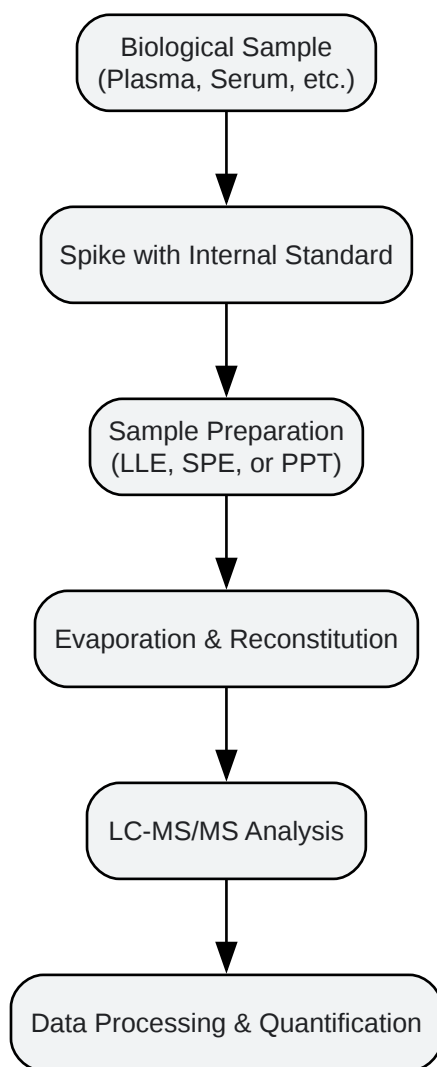 Biological Sample
(Plasma, Serum, etc.)
Spike with Internal Standard
Sample Preparation
(LLE, SPE, or PPT)
Evaporation & Reconstitution
LC-MS/MS Analysis
Data Processing & Quantification